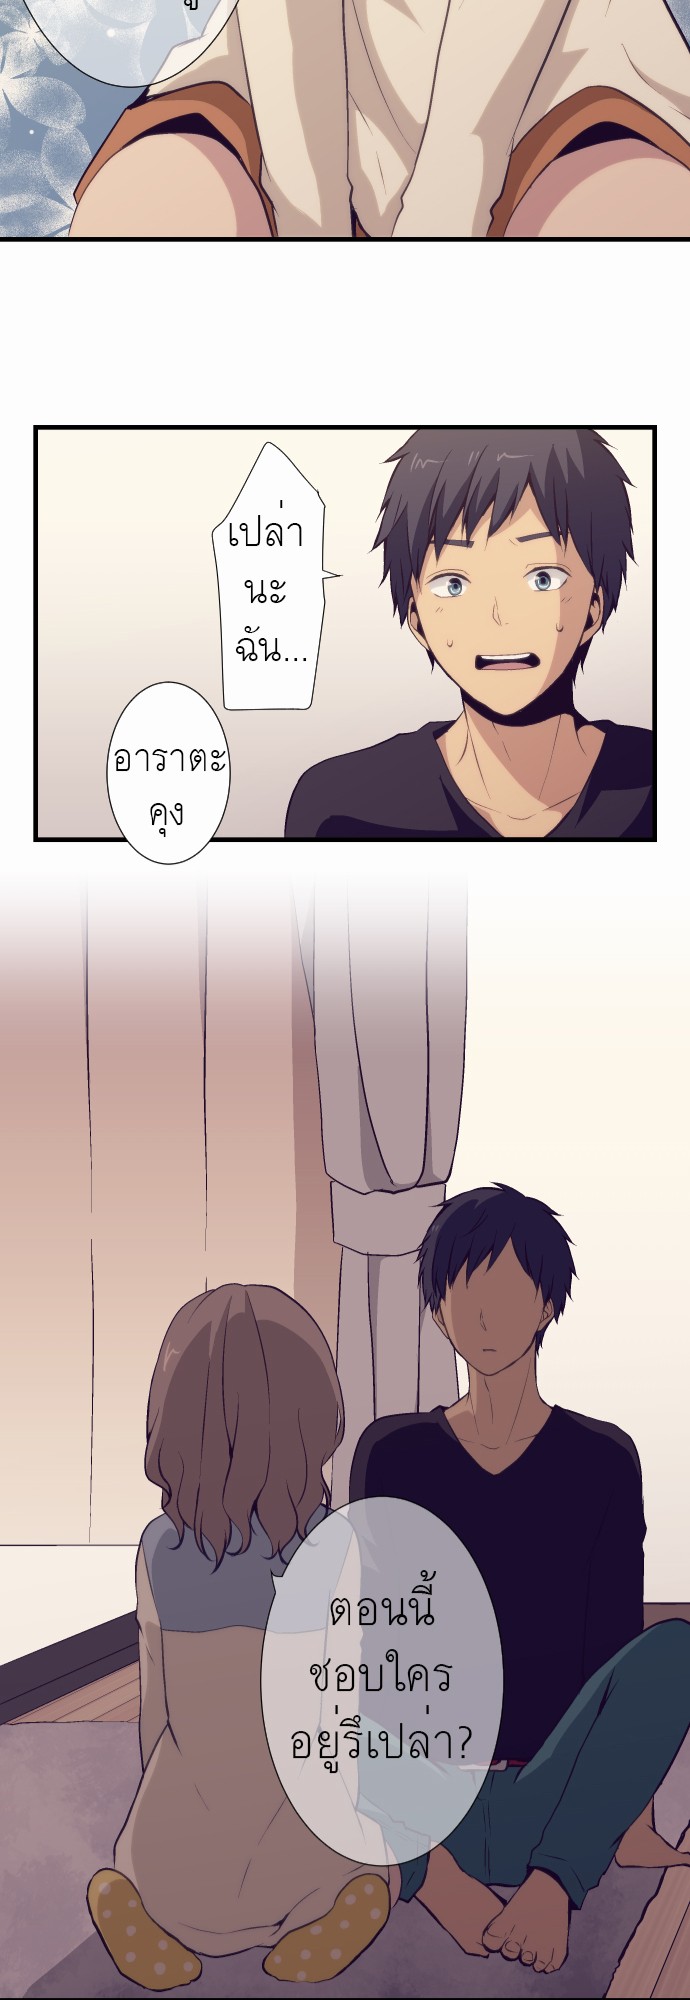 เปล่า
นะ
ฉัน...
อาราตะ
คุง
ตอนนี้
ชอบใคร
อยู่รึเปล่า?